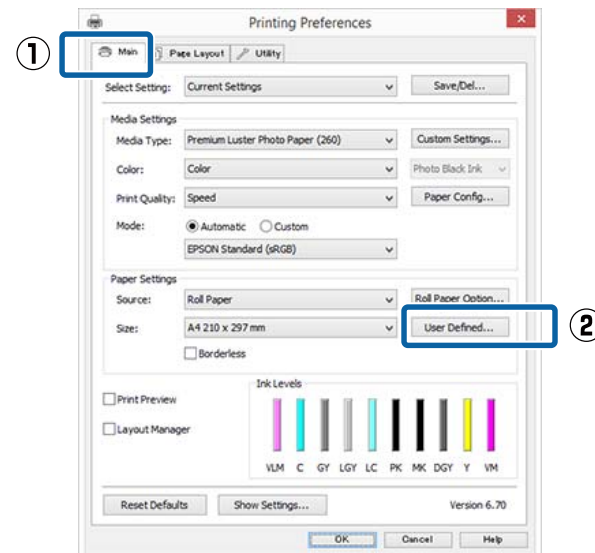 Printing Preferences
1
Main Page Layout Utility
Select Setting: Current Settings Save/Del...
Media Settings
Media Type: Premium Luster Photo Paper (260) Custom Settings...
Color: Color Photo Black Ink
Print Quality: Speed Paper Config...
Mode: Automatic Custom
EPSON Standard (sRGB)
Paper Settings
Source: Roll Paper Roll Paper Option...
Size: A4 210 x 297 mm User Defined...
2
Borderless
Print Preview
Layout Manager
Ink Levels
VLM C GY LGY LC PK MK DGY Y VM
Reset Defaults Show Settings... Version 6.70
OK Cancel Help